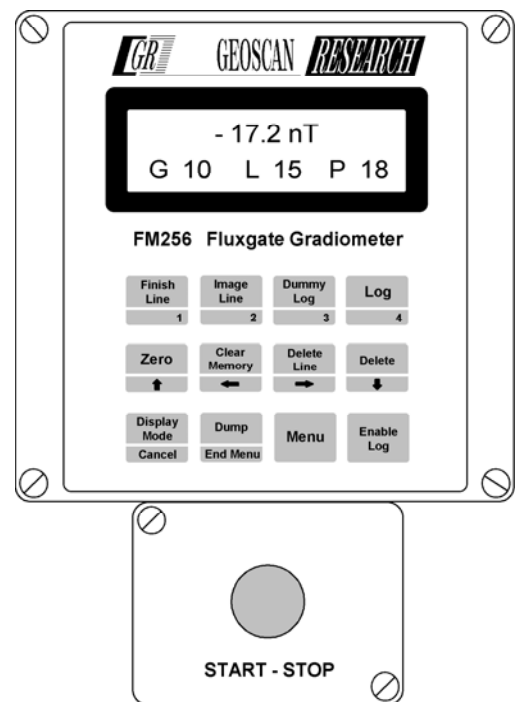 GR GEOSCAN RESEARCH
- 17.2 nT
G 10 L 15 P 18
FM256 Fluxgate Gradiometer
Finish Line
1
Image Line
2
Dummy Log
3
Log
4
Zero
↑
Clear Memory
←
Delete Line
→
Delete
↓
Display Mode
Cancel
Dump
End Menu
Menu
Enable Log
START - STOP